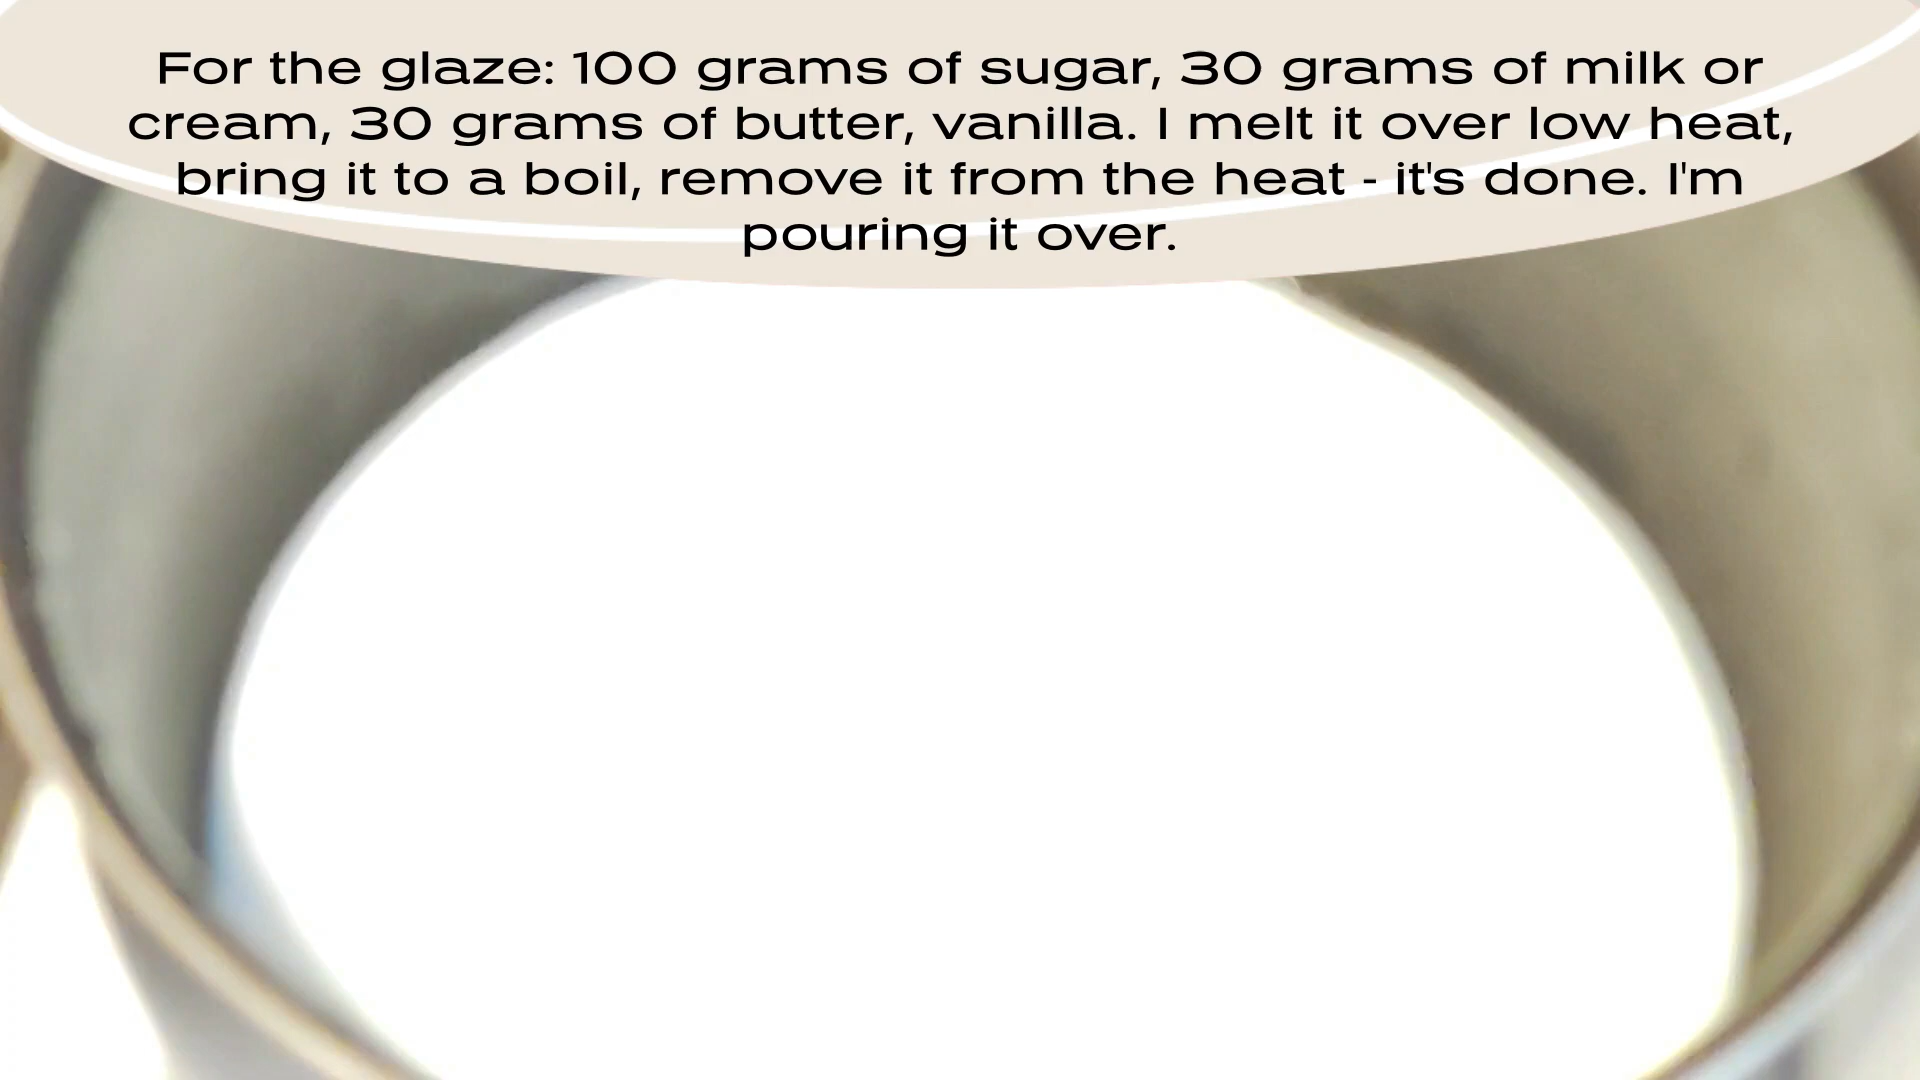 For the glaze: 100 grams of sugar, 30 grams of milk or
cream, 30 grams of butter, vanilla. I melt it over low heat,
bring it to a boil, remove it from the heat - it's done. I'm
pouring it over.